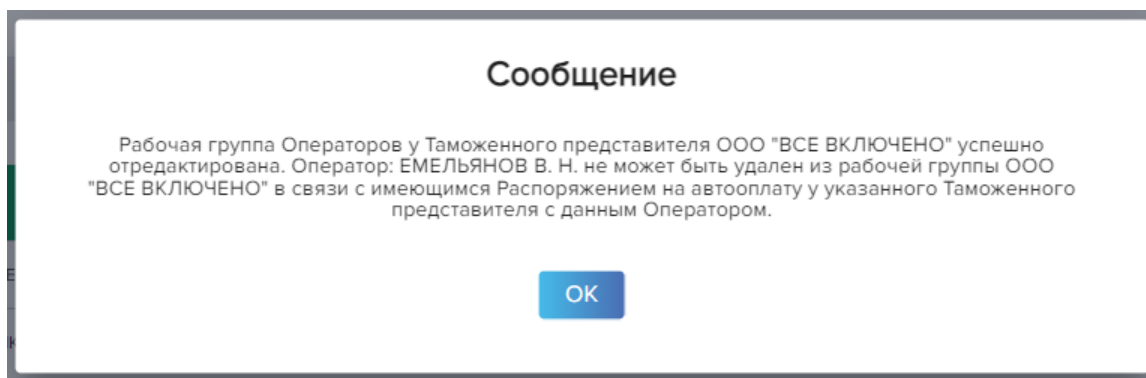 Сообщение
Рабочая группа Операторов у Таможенного представителя ООО "ВСЕ ВКЛЮЧЕНО" успешно
отредактирована. Оператор: ЕМЕЛЬЯНОВ В. Н. не может быть удален из рабочей группы ООО
"ВСЕ ВКЛЮЧЕНО" в связи с имеющимся Распоряжением на автооплату у указанного Таможенного
представителя с данным Оператором.
ОК